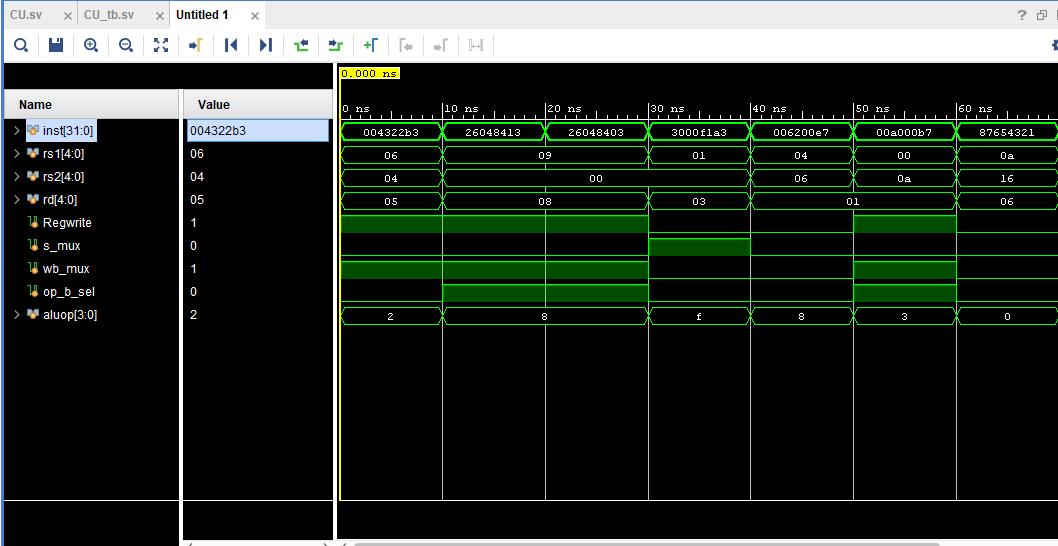 CU.sv × CU_tb.sv × Untitled 1 ×
?
0.000 ns
Name Value
0 ns 10 ns 20 ns 30 ns 40 ns 50 ns 60 ns
inst[31:0] 004322b3 004322b3 26048413 26048403 3000f1a3 006200e7 00a000b7 87654321
rs1[4:0] 06 06 09 01 04 00 0a
rs2[4:0] 04 04 00 06 0a 16
rd[4:0] 05 05 08 03 01 06
Regwrite 1
s_mux 0
wb_mux 1
op_b_sel 0
aluop[3:0] 2 2 8 f 8 3 0